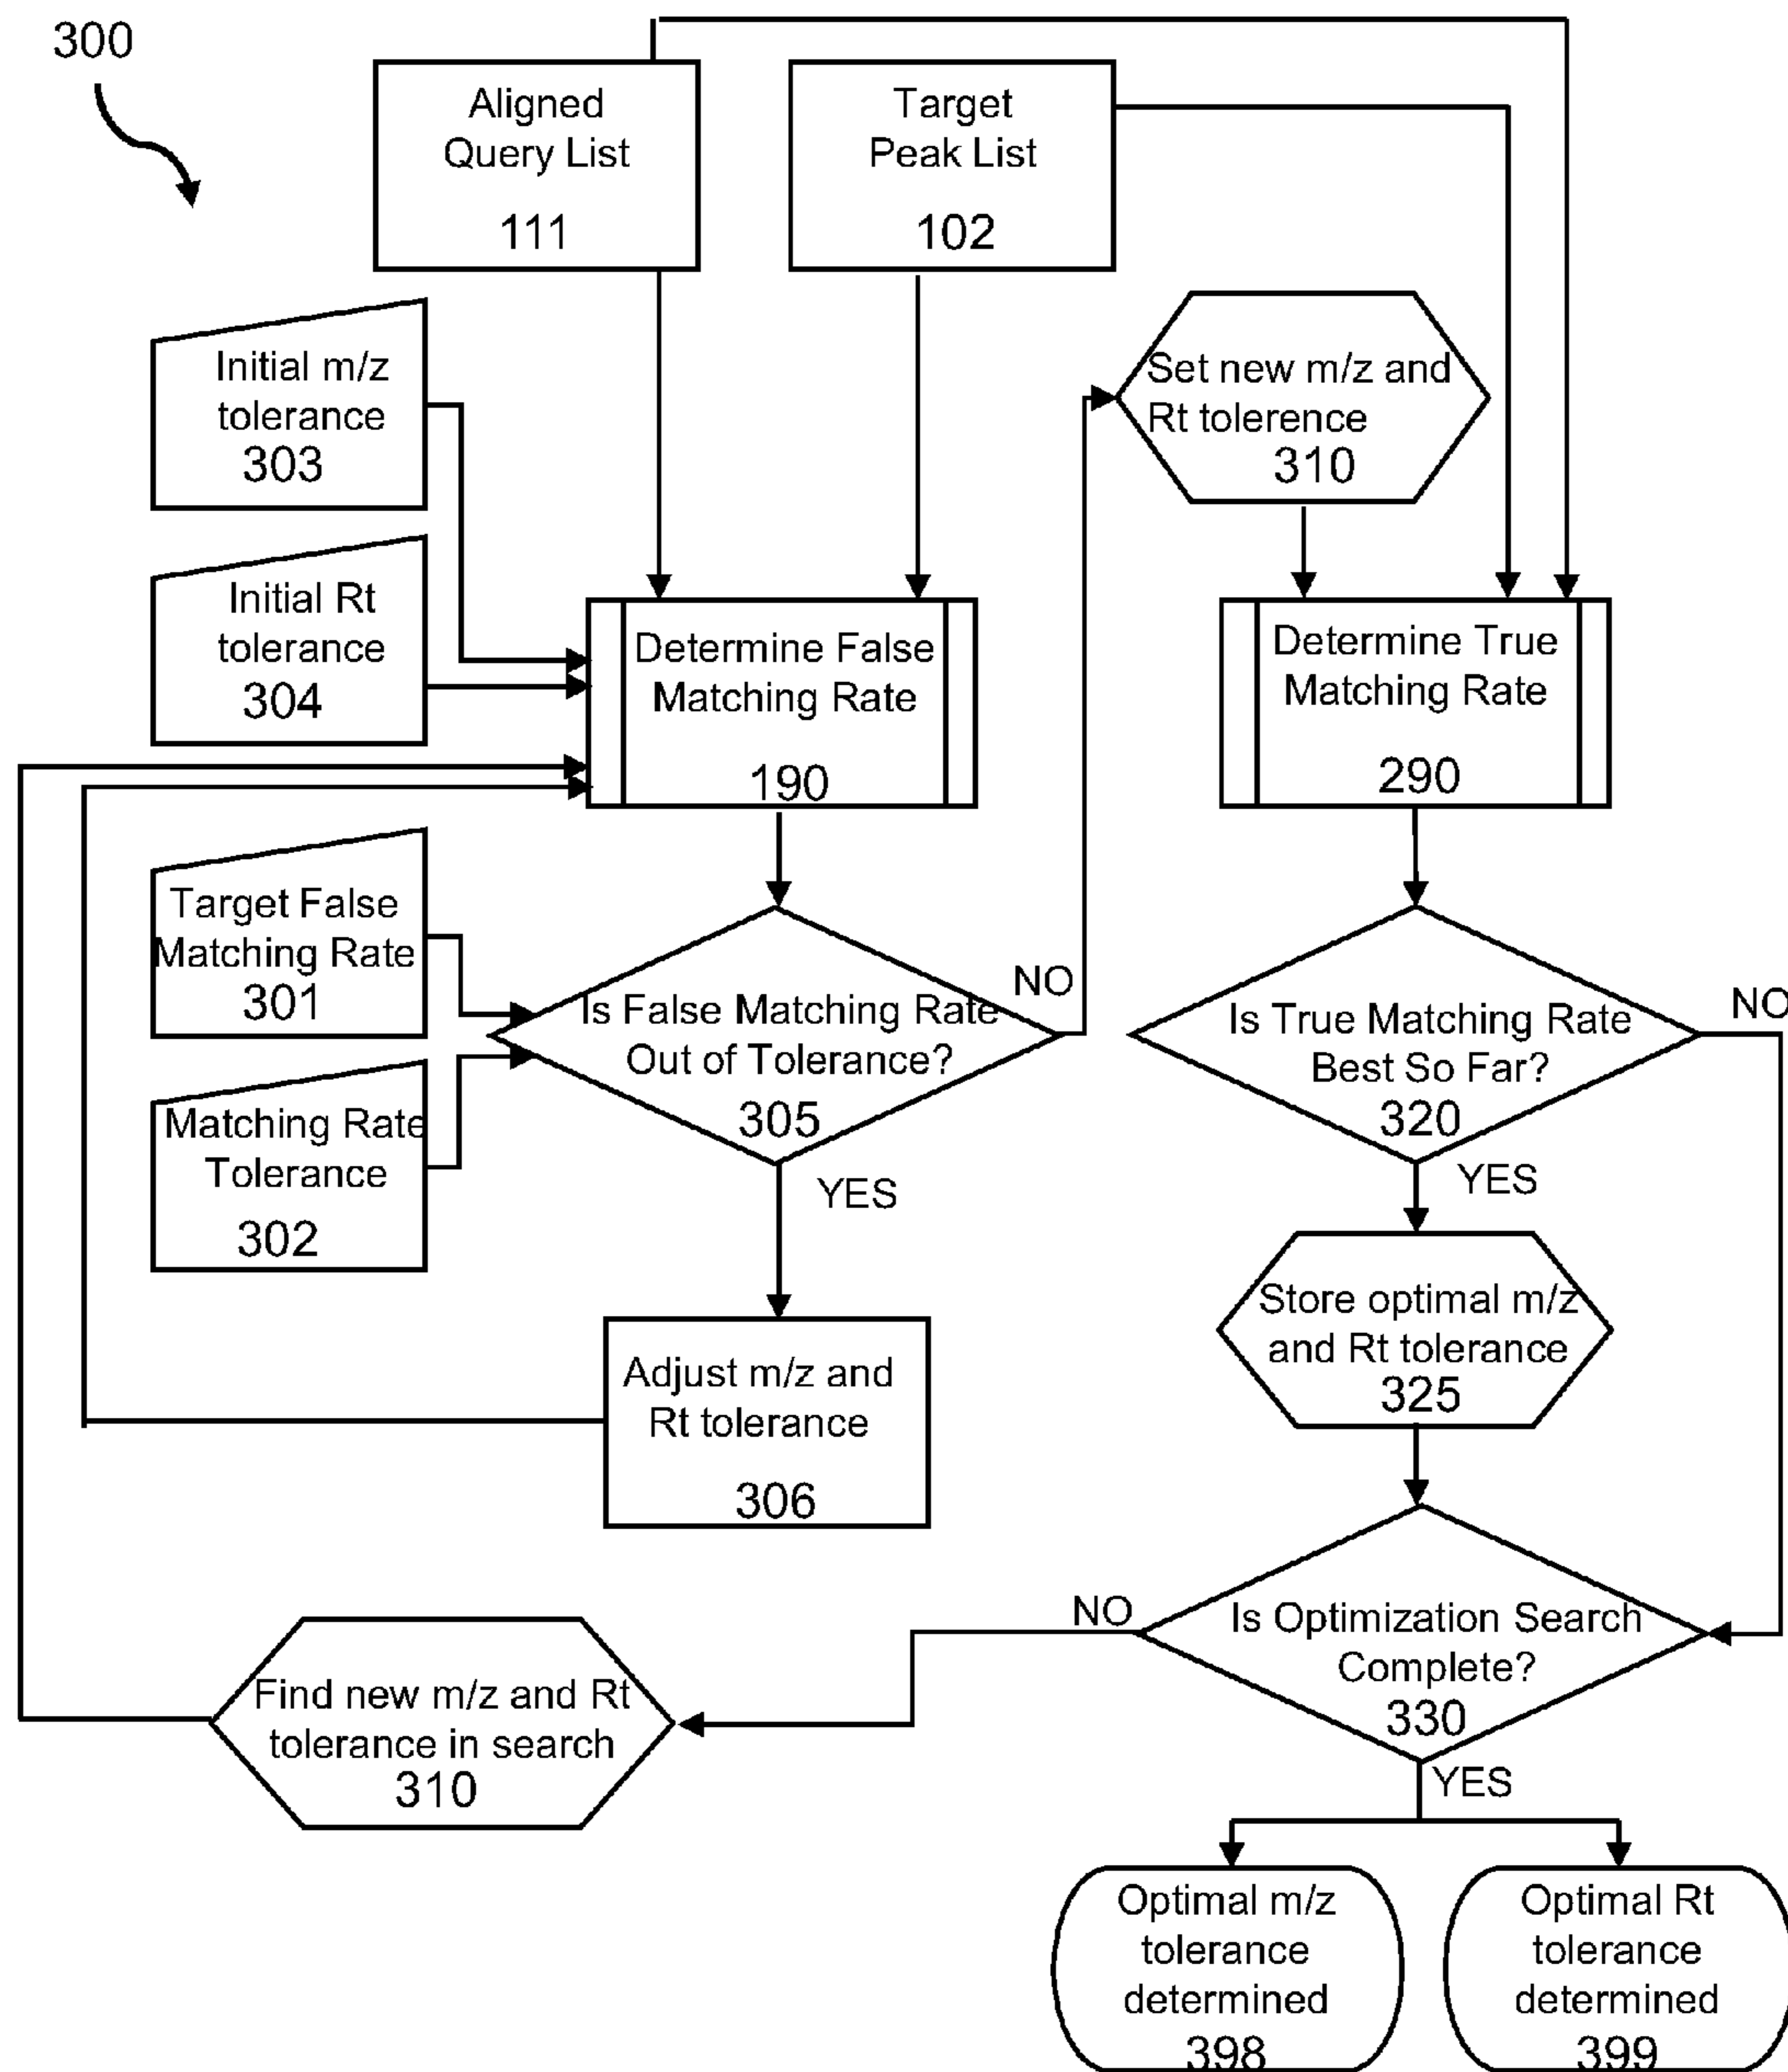 300
Aligned
Query List
111
Target
Peak List
102
Initial m/z
tolerance
303
Set new m/z and
Rt tolerence
310
Initial Rt
tolerance
304
Determine False
Matching Rate
190
Determine True
Matching Rate
290
Target False
Matching Rate
301
Is False Matching Rate
Out of Tolerance?
305
NO
YES
Is True Matching Rate
Best So Far?
320
NO
YES
Matching Rate
Tolerance
302
Adjust m/z and
Rt tolerance
306
Store optimal m/z
and Rt tolerance
325
Is Optimization Search
Complete?
330
NO
YES
Find new m/z and Rt
tolerance in search
310
Optimal m/z
tolerance
determined
398
Optimal Rt
tolerance
determined
399